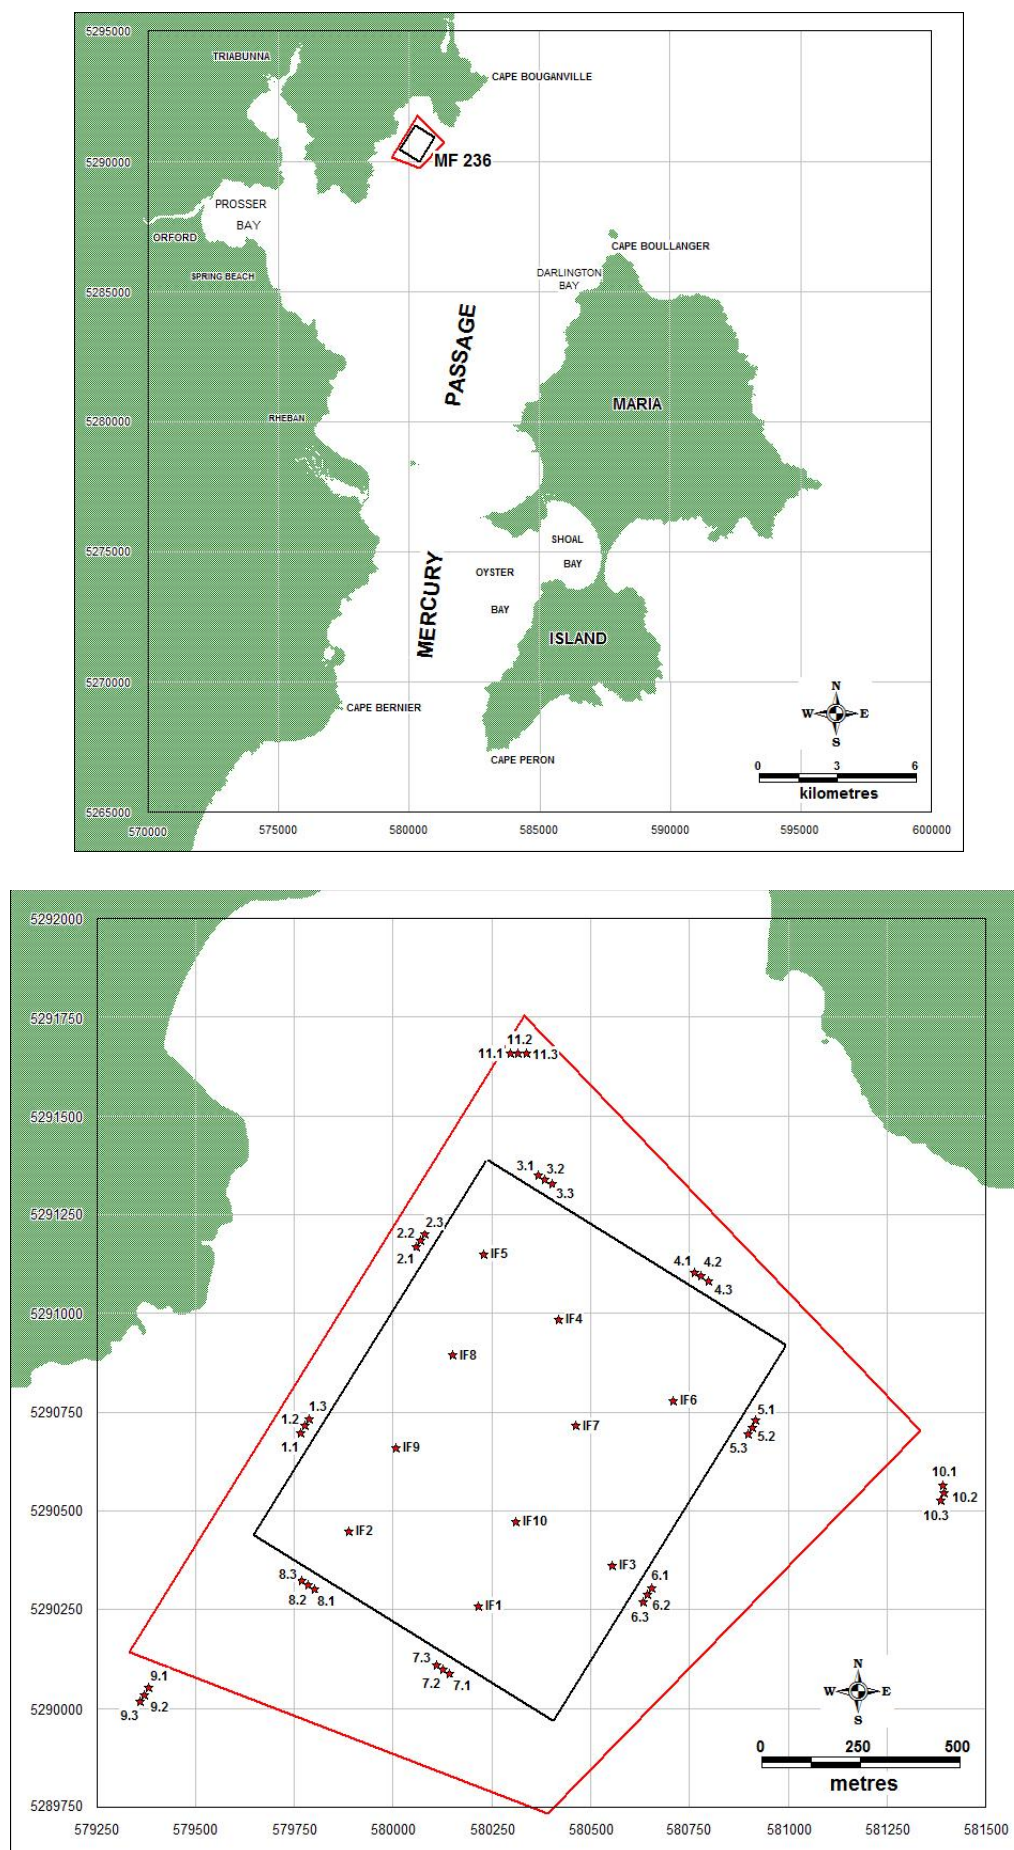 5295000
TRIABUNNA
CAPE BOUGANVILLE
5290000
MF 236
PROSSER
BAY
ORFORD
CAPE BOULLANGER
SPRING BEACH
DARLINGTON
BAY
5285000
PASSAGE
MARIA
5280000
RHEBAN
5275000
SHOAL
BAY
OYSTER
BAY
MERCURY
ISLAND
5270000
CAPE BERNIER
N
W E
S
CAPE PERON
0 3 6
kilometres
5265000
570000 575000 580000 585000 590000 595000 600000
5292000
5291750
11.2
11.1 11.3
5291500
3.1 3.2
3.3
5291250
2.3
2.2
2.1
IF5
4.1 4.2
4.3
5291000
IF4
IF8
IF6
5290750
1.3
1.2
1.1
5.1
5.2
5.3
IF7
IF9
10.1
10.2
10.3
5290500
IF10
IF2
IF3
8.3
8.2 8.1
6.1
6.2
6.3
5290250
IF1
7.3
7.2 7.1
9.1
9.2
9.3
5290000
N
W E
S
0 250 500
metres
5289750
579250 579500 579750 580000 580250 580500 580750 581000 581250 581500